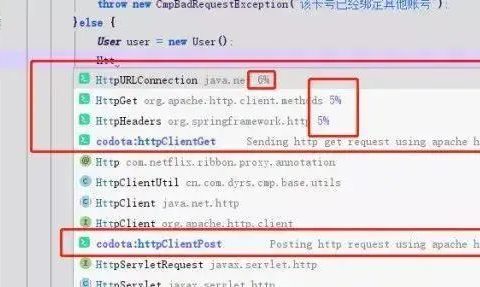 throw new CmpBadRequestException("该卡号已经绑定其他账号");
}else {
User user = new User();
Htt
HttpURLConnection java.net 6%
HttpGet org.apache.http.client.methods 5%
HttpHeaders org.springframework.http 5%
codota:httpClientGet Sending http get request using apache h
Http com.netflix.ribbon.proxy.annotation
HttpClientUtil cn.com.dyrs.cmp.base.utils
HttpClient java.net.http
HttpClient org.apache.http.client
codota:httpClientPost Posting http request using apache h
HttpServletRequest javax.servlet.http
HttpServlet javax.servlet.http